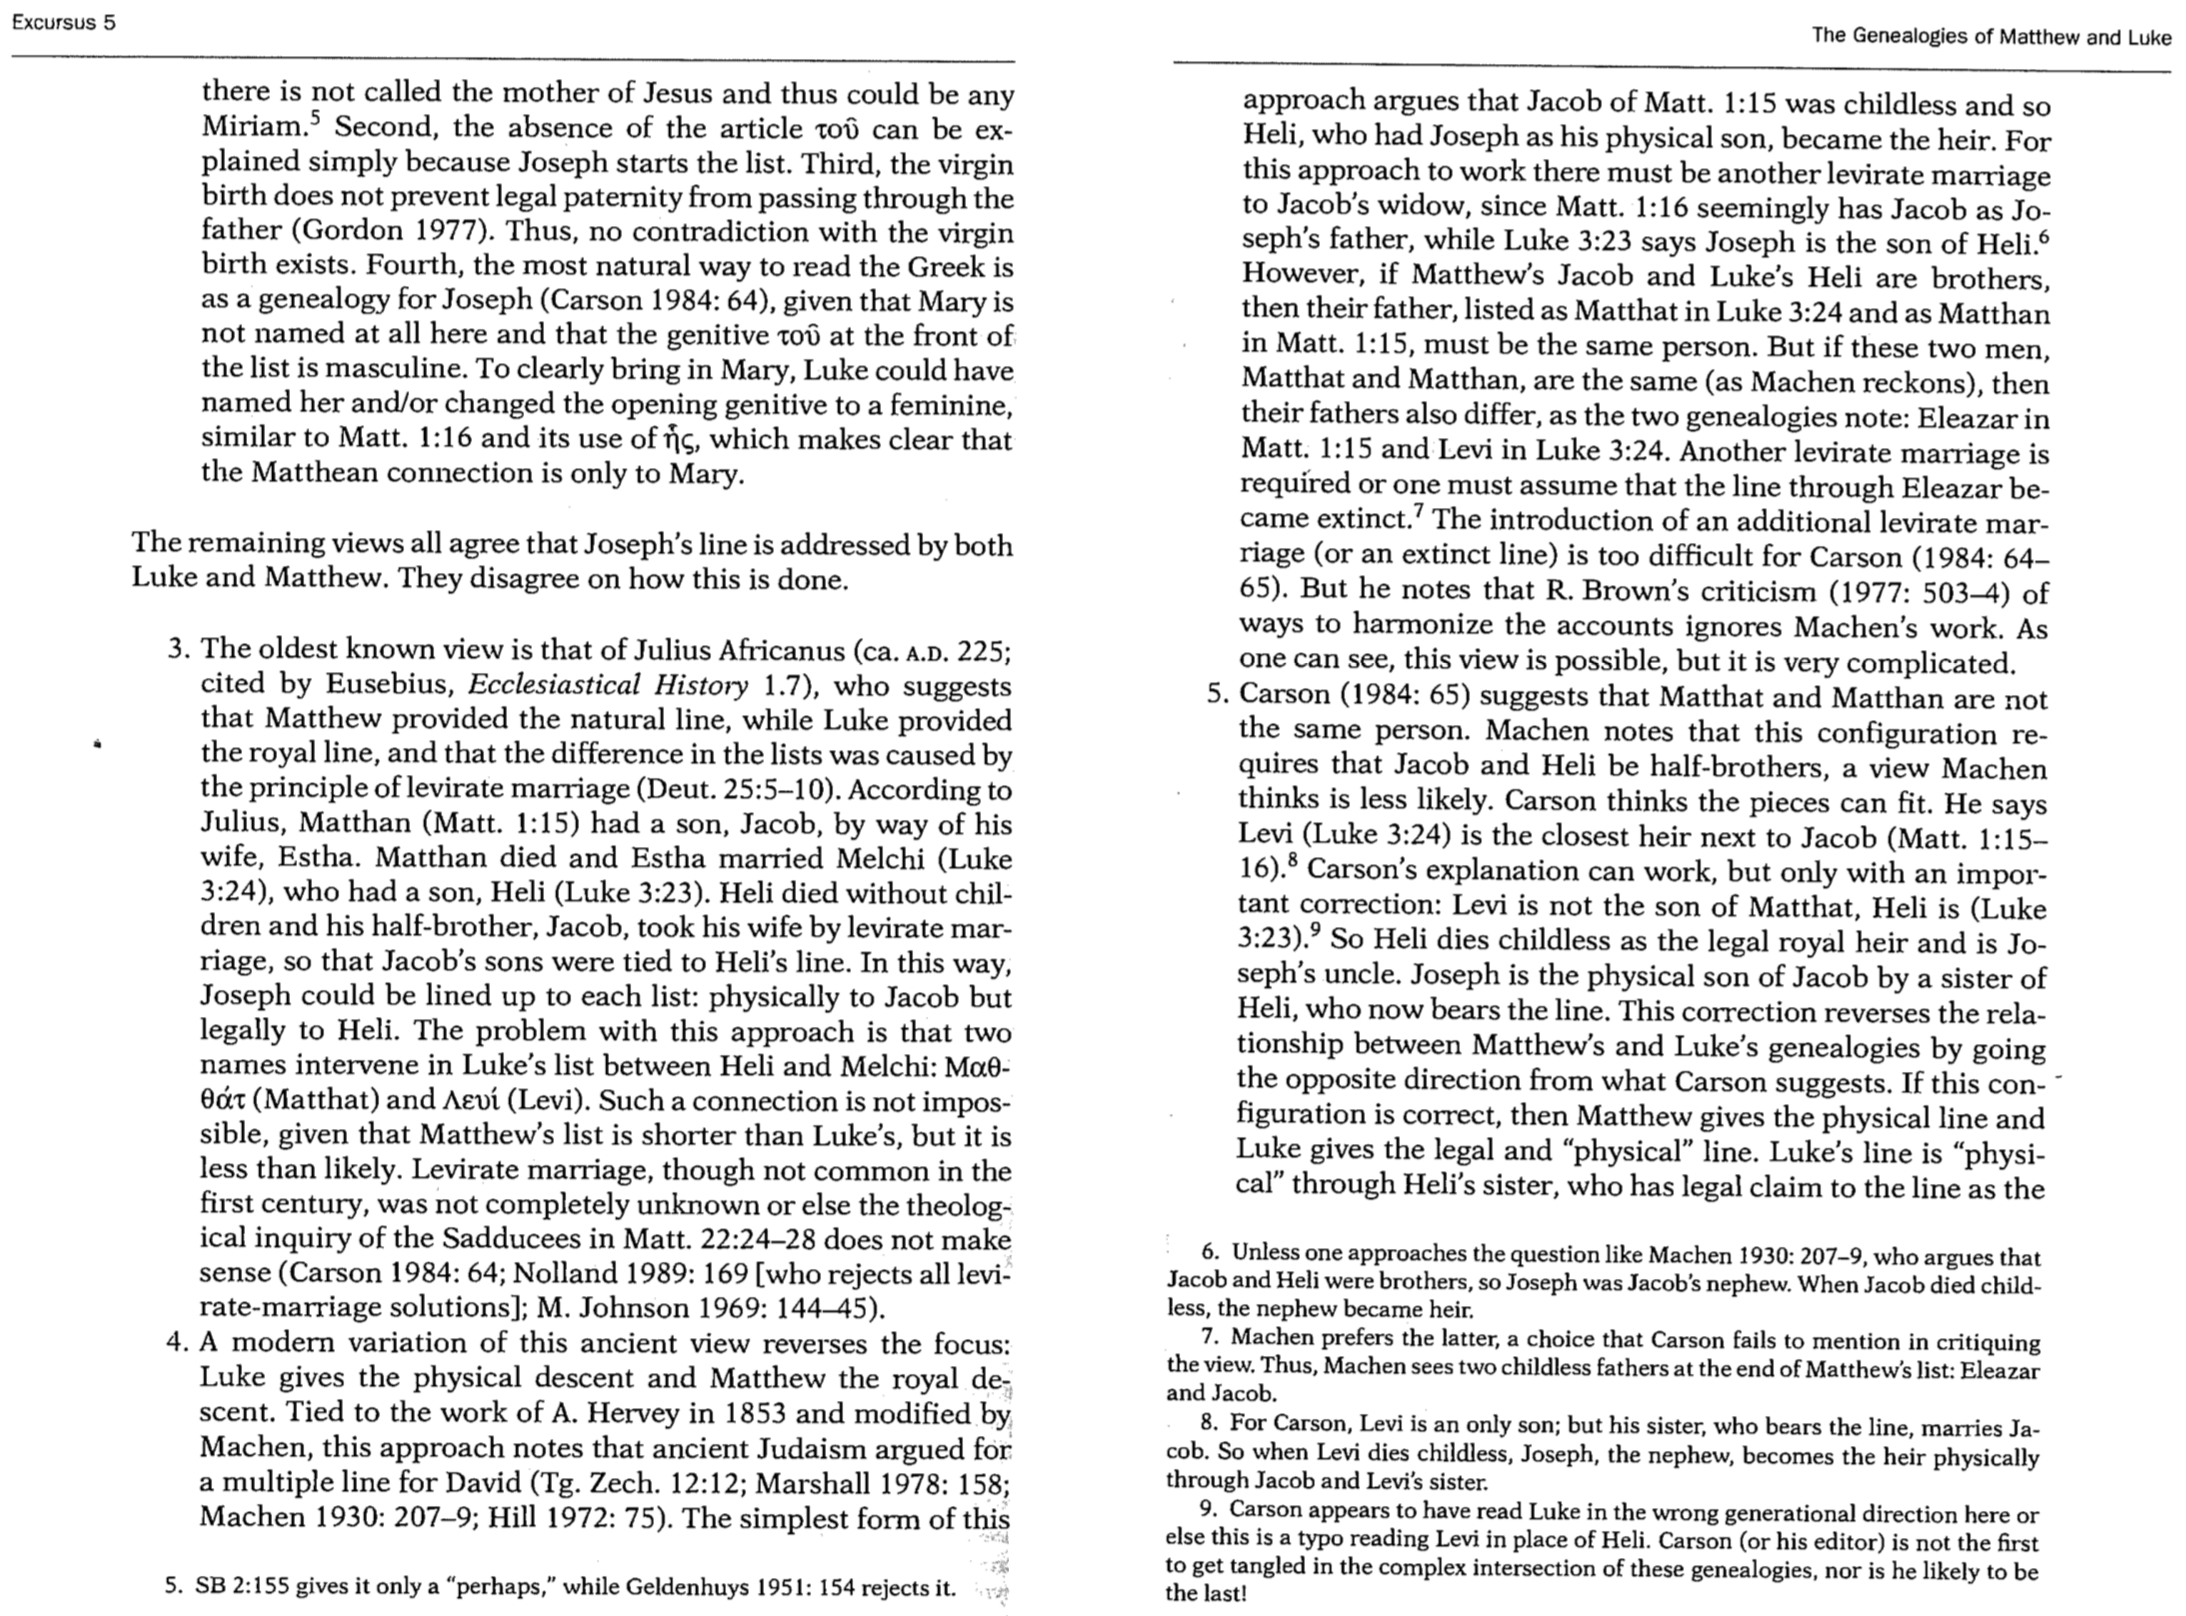 Excursus 5
there is not called the mother of Jesus and thus could be any
Miriam.5 Second, the absence of the article τοῦ can be ex-
plained simply because Joseph starts the list. Third, the virgin
birth does not prevent legal paternity from passing through the
father (Gordon 1977). Thus, no contradiction with the virgin
birth exists. Fourth, the most natural way to read the Greek is
as a genealogy for Joseph (Carson 1984: 64), given that Mary is
not named at all here and that the genitive τοῦ at the front of
the list is masculine. To clearly bring in Mary, Luke could have
named her and/or changed the opening genitive to a feminine,
similar to Matt. 1:16 and its use of ἧς, which makes clear that
the Matthean connection is only to Mary.
The remaining views all agree that Joseph's line is addressed by both
Luke and Matthew. They disagree on how this is done.
3. The oldest known view is that of Julius Africanus (ca. A.D. 225;
cited by Eusebius, Ecclesiastical History 1.7), who suggests
that Matthew provided the natural line, while Luke provided
the royal line, and that the difference in the lists was caused by
the principle of levirate marriage (Deut. 25:5–10). According to
Julius, Matthan (Matt. 1:15) had a son, Jacob, by way of his
wife, Estha. Matthan died and Estha married Melchi (Luke
3:24), who had a son, Heli (Luke 3:23). Heli died without chil-
dren and his half-brother, Jacob, took his wife by levirate mar-
riage, so that Jacob's sons were tied to Heli's line. In this way,
Joseph could be lined up to each list: physically to Jacob but
legally to Heli. The problem with this approach is that two
names intervene in Luke's list between Heli and Melchi: Μαθ-
θάτ (Matthat) and Λευί (Levi). Such a connection is not impos-
sible, given that Matthew's list is shorter than Luke's, but it is
less than likely. Levirate marriage, though not common in the
first century, was not completely unknown or else the theolog-
ical inquiry of the Sadducees in Matt. 22:24–28 does not make
sense (Carson 1984: 64; Nolland 1989: 169 [who rejects all levi-
rate-marriage solutions]; M. Johnson 1969: 144–45).
4. A modern variation of this ancient view reverses the focus:
Luke gives the physical descent and Matthew the royal de-
scent. Tied to the work of A. Hervey in 1853 and modified by
Machen, this approach notes that ancient Judaism argued for
a multiple line for David (Tg. Zech. 12:12; Marshall 1978: 158;
Machen 1930: 207–9; Hill 1972: 75). The simplest form of this
5. SB 2:155 gives it only a "perhaps," while Geldenhuys 1951: 154 rejects it.
The Genealogies of Matthew and Luke
approach argues that Jacob of Matt. 1:15 was childless and so
Heli, who had Joseph as his physical son, became the heir. For
this approach to work there must be another levirate marriage
to Jacob's widow, since Matt. 1:16 seemingly has Jacob as Jo-
seph's father, while Luke 3:23 says Joseph is the son of Heli.6
However, if Matthew's Jacob and Luke's Heli are brothers,
then their father, listed as Matthat in Luke 3:24 and as Matthan
in Matt. 1:15, must be the same person. But if these two men,
Matthat and Matthan, are the same (as Machen reckons), then
their fathers also differ, as the two genealogies note: Eleazar in
Matt. 1:15 and Levi in Luke 3:24. Another levirate marriage is
required or one must assume that the line through Eleazar be-
came extinct.7 The introduction of an additional levirate mar-
riage (or an extinct line) is too difficult for Carson (1984: 64–
65). But he notes that R. Brown's criticism (1977: 503–4) of
ways to harmonize the accounts ignores Machen's work. As
one can see, this view is possible, but it is very complicated.
5. Carson (1984: 65) suggests that Matthat and Matthan are not
the same person. Machen notes that this configuration re-
quires that Jacob and Heli be half-brothers, a view Machen
thinks is less likely. Carson thinks the pieces can fit. He says
Levi (Luke 3:24) is the closest heir next to Jacob (Matt. 1:15–
16).8 Carson's explanation can work, but only with an impor-
tant correction: Levi is not the son of Matthat, Heli is (Luke
3:23).9 So Heli dies childless as the legal royal heir and is Jo-
seph's uncle. Joseph is the physical son of Jacob by a sister of
Heli, who now bears the line. This correction reverses the rela-
tionship between Matthew's and Luke's genealogies by going
the opposite direction from what Carson suggests. If this con-
figuration is correct, then Matthew gives the physical line and
Luke gives the legal and "physical" line. Luke's line is "physi-
cal" through Heli's sister, who has legal claim to the line as the
6. Unless one approaches the question like Machen 1930: 207–9, who argues that
Jacob and Heli were brothers, so Joseph was Jacob's nephew. When Jacob died child-
less, the nephew became heir.
7. Machen prefers the latter, a choice that Carson fails to mention in critiquing
the view. Thus, Machen sees two childless fathers at the end of Matthew's list: Eleazar
and Jacob.
8. For Carson, Levi is an only son; but his sister, who bears the line, marries Ja-
cob. So when Levi dies childless, Joseph, the nephew, becomes the heir physically
through Jacob and Levi's sister.
9. Carson appears to have read Luke in the wrong generational direction here or
else this is a typo reading Levi in place of Heli. Carson (or his editor) is not the first
to get tangled in the complex intersection of these genealogies, nor is he likely to be
the last!